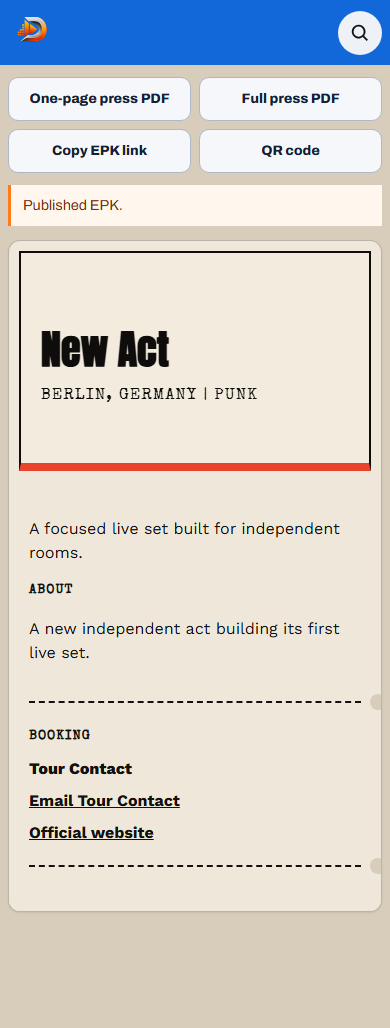 One-page press PDF
Full press PDF
Copy EPK link
QR code
Published EPK.
New Act
BERLIN, GERMANY | PUNK
A focused live set built for independent
rooms.
ABOUT
A new independent act building its first
live set.
BOOKING
Tour Contact
Email Tour Contact
Official website